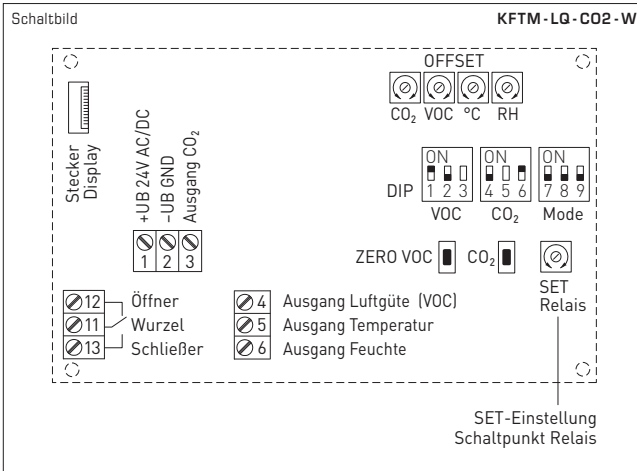 Schaltbild
KFTM-LQ-CO2-W
OFFSET
CO₂ VOC °C RH
Stecker
Display
+UB 24V AC/DC
–UB GND
Ausgang CO₂
1 2 3
DIP
ON
1 2 3
VOC
ON
4 5 6
CO₂
ON
7 8 9
Mode
ZERO VOC
CO₂
SET
Relais
12 Öffner
11 Wurzel
13 Schließer
4 Ausgang Luftgüte (VOC)
5 Ausgang Temperatur
6 Ausgang Feuchte
SET-Einstellung
Schaltpunkt Relais